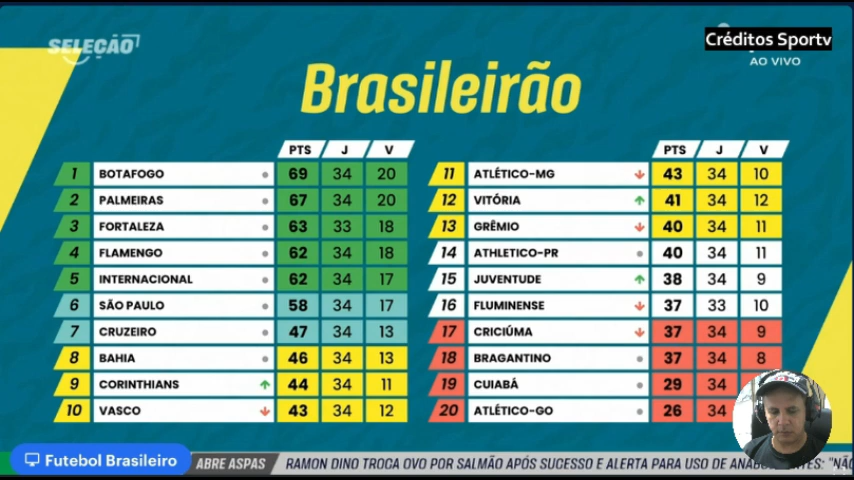 SELEÇÃO
Créditos Sportv
AO VIVO
Brasileirão
PTS J V
1 BOTAFOGO 69 34 20
2 PALMEIRAS 67 34 20
3 FORTALEZA 63 33 18
4 FLAMENGO 62 34 18
5 INTERNACIONAL 62 34 17
6 SÃO PAULO 58 34 17
7 CRUZEIRO 47 34 13
8 BAHIA 46 34 13
9 CORINTHIANS 44 34 11
10 VASCO 43 34 12
PTS J V
11 ATLÉTICO-MG 43 34 10
12 VITÓRIA 41 34 12
13 GRÊMIO 40 34 11
14 ATHLETICO-PR 40 34 11
15 JUVENTUDE 38 34 9
16 FLUMINENSE 37 33 10
17 CRICIÚMA 37 34 9
18 BRAGANTINO 37 34 8
19 CUIABÁ 29 34
20 ATLÉTICO-GO 26 34
Futebol Brasileiro
ABRE ASPAS RAMON DINO TROCA OVO POR SALMÃO APÓS SUCESSO E ALERTA PARA USO DE